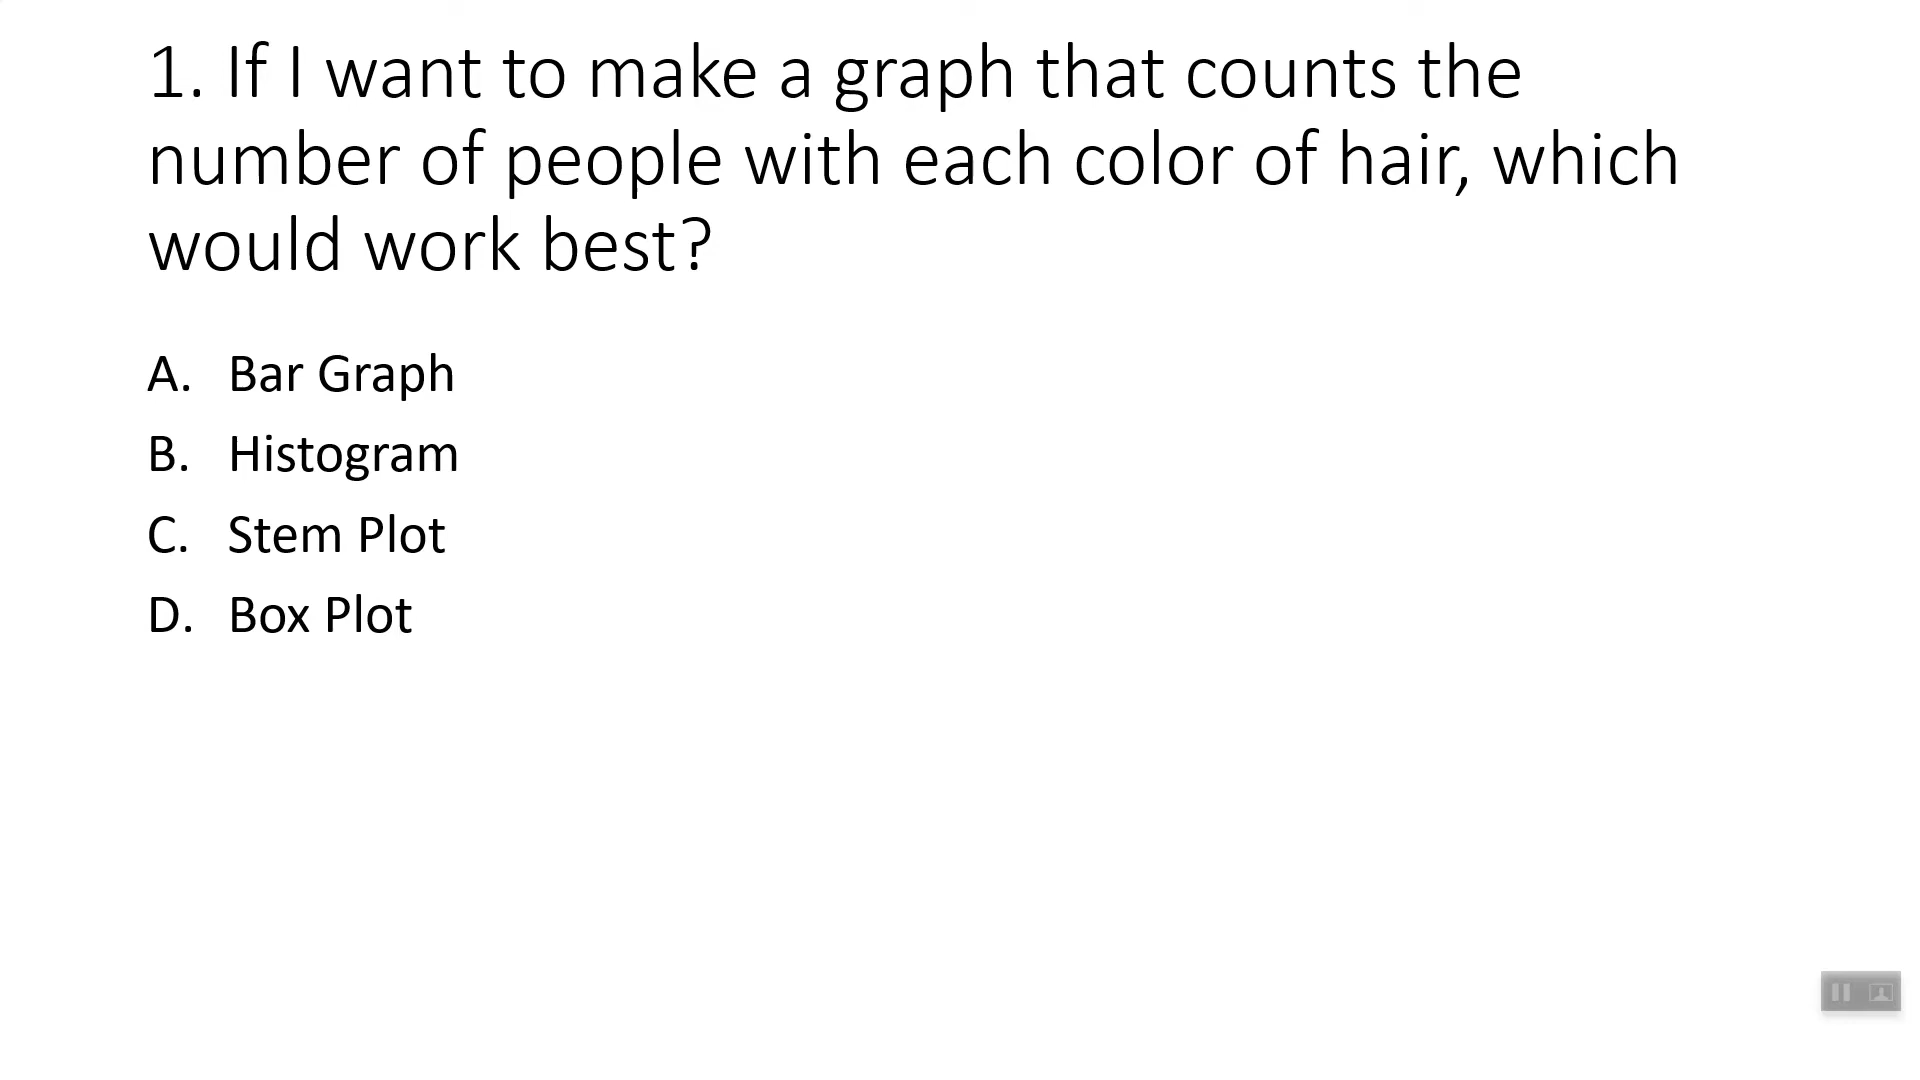 1. If I want to make a graph that counts the
number of people with each color of hair, which
would work best?
A. Bar Graph
B. Histogram
C. Stem Plot
D. Box Plot